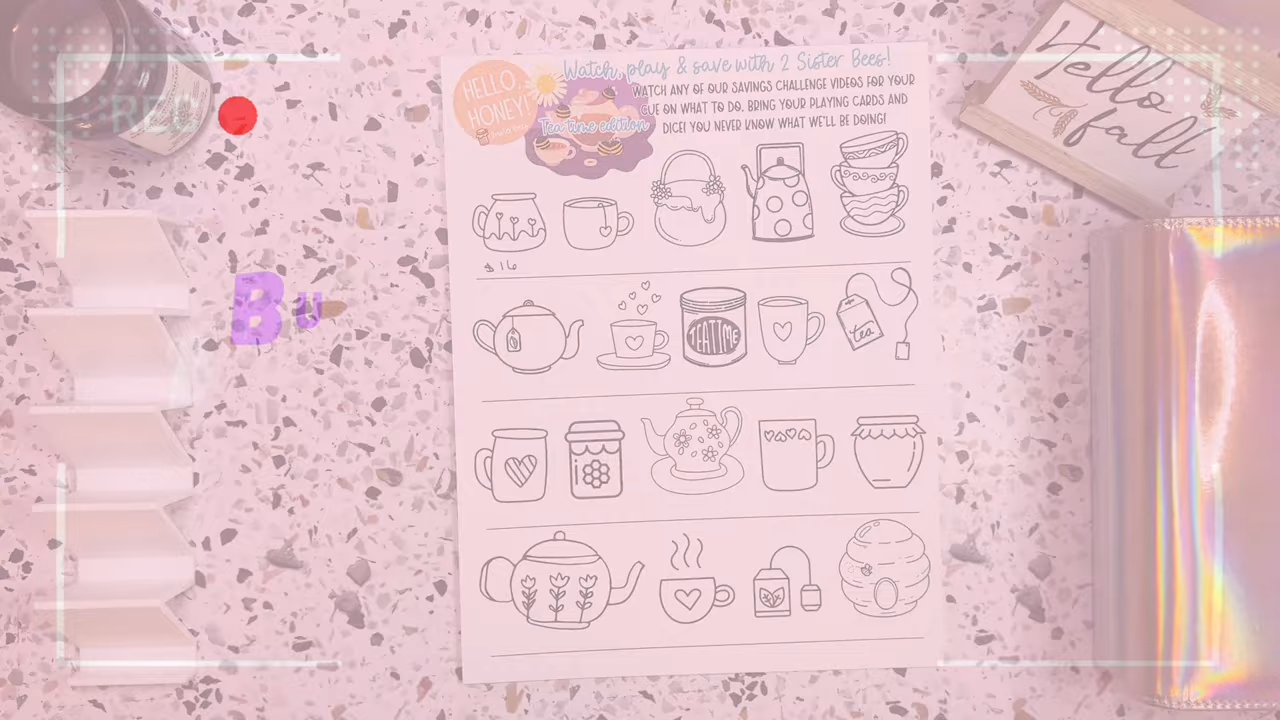 REC
Bu
HELLO,
HONEY!
Tea time edition
Watch, play & save with 2 Sister Bees!
WATCH ANY OF OUR SAVINGS CHALLENGE VIDEOS FOR YOUR
CUE ON WHAT TO DO. BRING YOUR PLAYING CARDS AND
DICE! YOU NEVER KNOW WHAT WE'LL BE DOING!
$16
TEA TIME
tea
Hello
fall